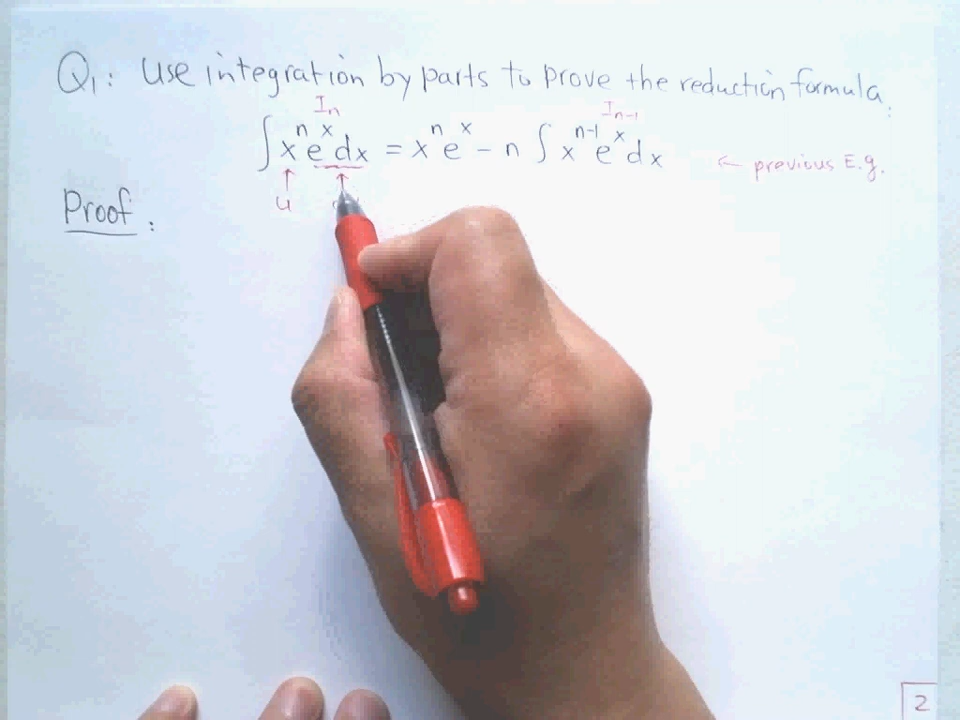 Q1: Use integration by parts to prove the reduction formula.
In In-1
∫ x^n e^x dx = x^n e^x - n ∫ x^n-1 e^x dx ← previous E.g.
↑ ↑
u
Proof:
2